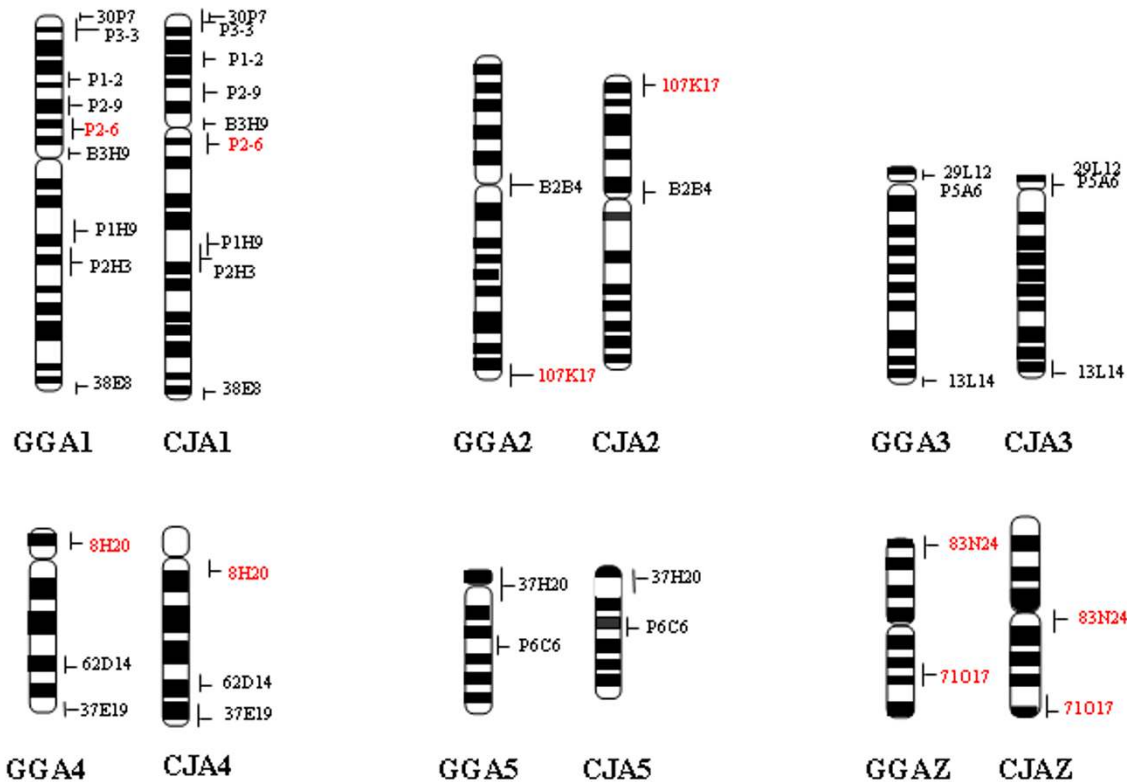 30P7
P3-3
P1-2
P2-9
P2-6
B3H9
P1H9
P2H3
38E8
GGA1
30P7
P3-3
P1-2
P2-9
B3H9
P2-6
P1H9
P2H3
38E8
CJA1
B2B4
107K17
GGA2
107K17
B2B4
CJA2
29L12
P5A6
13L14
GGA3
29L12
P5A6
13L14
CJA3
8H20
62D14
37E19
GGA4
8H20
62D14
37E19
CJA4
37H20
P6C6
GGA5
37H20
P6C6
CJA5
83N24
71O17
GGAZ
83N24
71O17
CJAZ